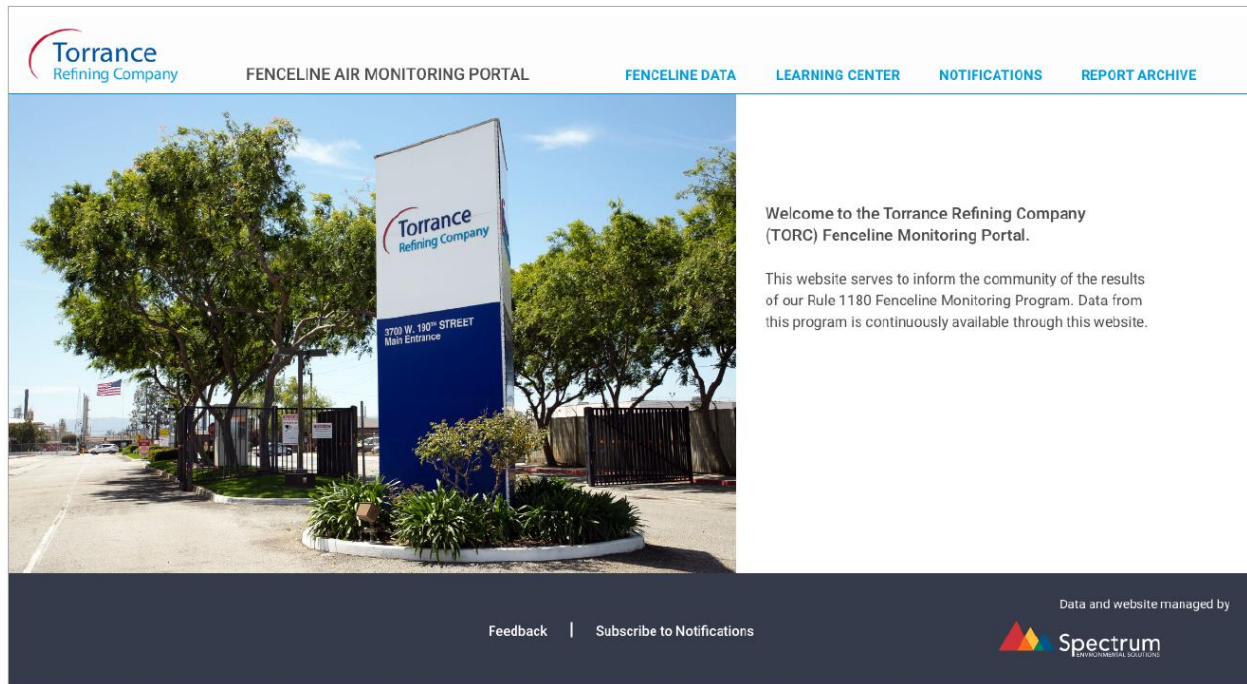 Torrance
Refining Company
FENCELINE AIR MONITORING PORTAL
FENCELINE DATA
LEARNING CENTER
NOTIFICATIONS
REPORT ARCHIVE
Torrance
Refining Company
3700 W. 190TH STREET
Main Entrance
Welcome to the Torrance Refining Company
(TORC) Fenceline Monitoring Portal.
This website serves to inform the community of the results
of our Rule 1180 Fenceline Monitoring Program. Data from
this program is continuously available through this website.
Feedback | Subscribe to Notifications
Data and website managed by
Spectrum
ENVIRONMENTAL SOLUTIONS